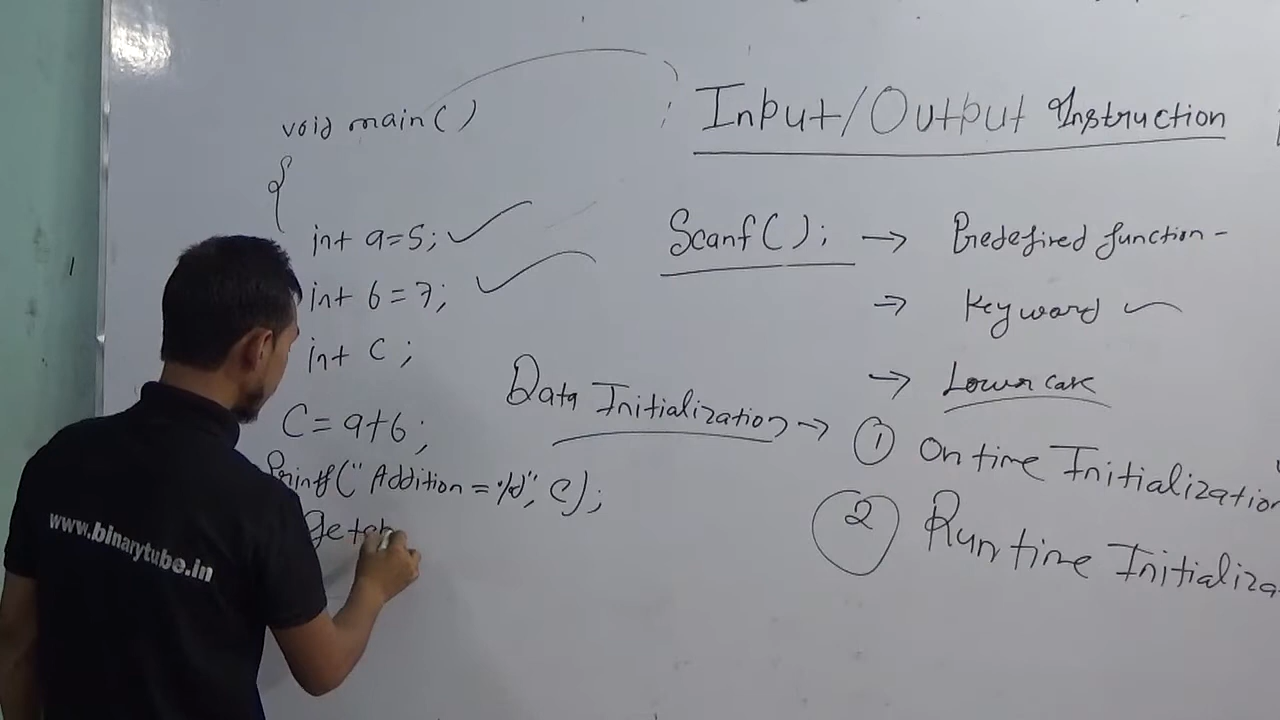 void main()
{
int a=5;
int b=7;
int c;
C=a+b;
Printf("Addition=%d", C);
Getch
Input/Output Instruction
Scanf(); → Predefined function -
→ Keyword
→ Lower case
Data Initialization →
① On time Initialization
② Run time Initializa
www.binarytube.in